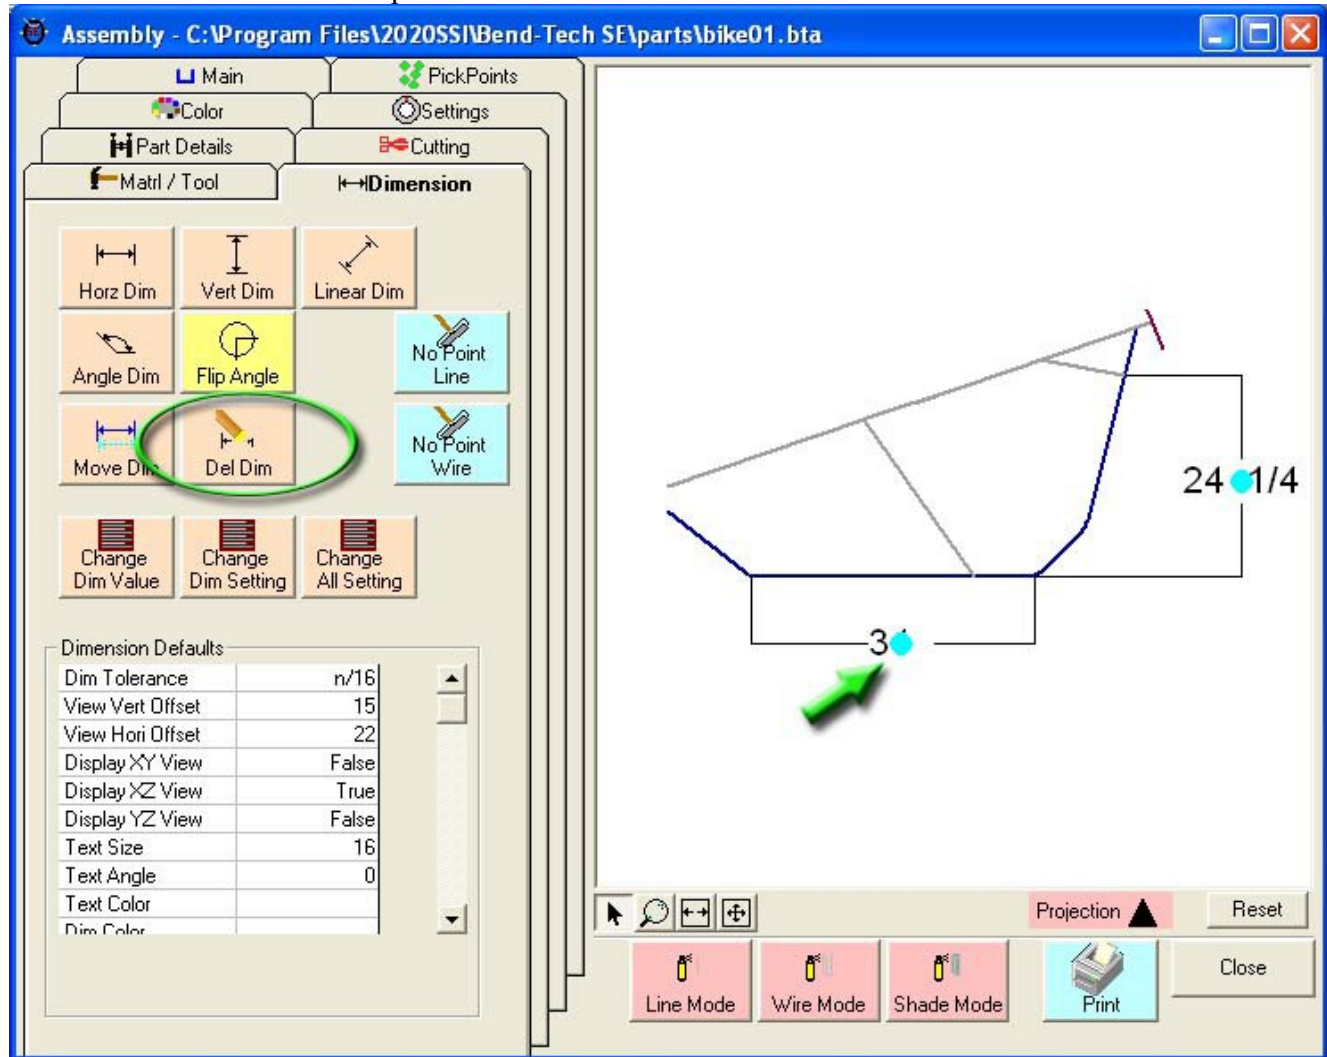 Assembly - C:\Program Files\2020SSI\Bend-Tech SE\parts\bike01.bta
Main
PickPoints
Color
Settings
Part Details
Cutting
Matrl / Tool
Dimension
Horz Dim
Vert Dim
Linear Dim
Angle Dim
Flip Angle
No Point
Line
Move Dim
Del Dim
No Point
Wire
Change
Dim Value
Change
Dim Setting
Change
All Setting
Dimension Defaults
Dim Tolerance n/16
View Vert Offset 15
View Hori Offset 22
Display XY View False
Display XZ View True
Display YZ View False
Text Size 16
Text Angle 0
Text Color
Dim Color
24 1/4
Projection
Reset
Line Mode
Wire Mode
Shade Mode
Print
Close